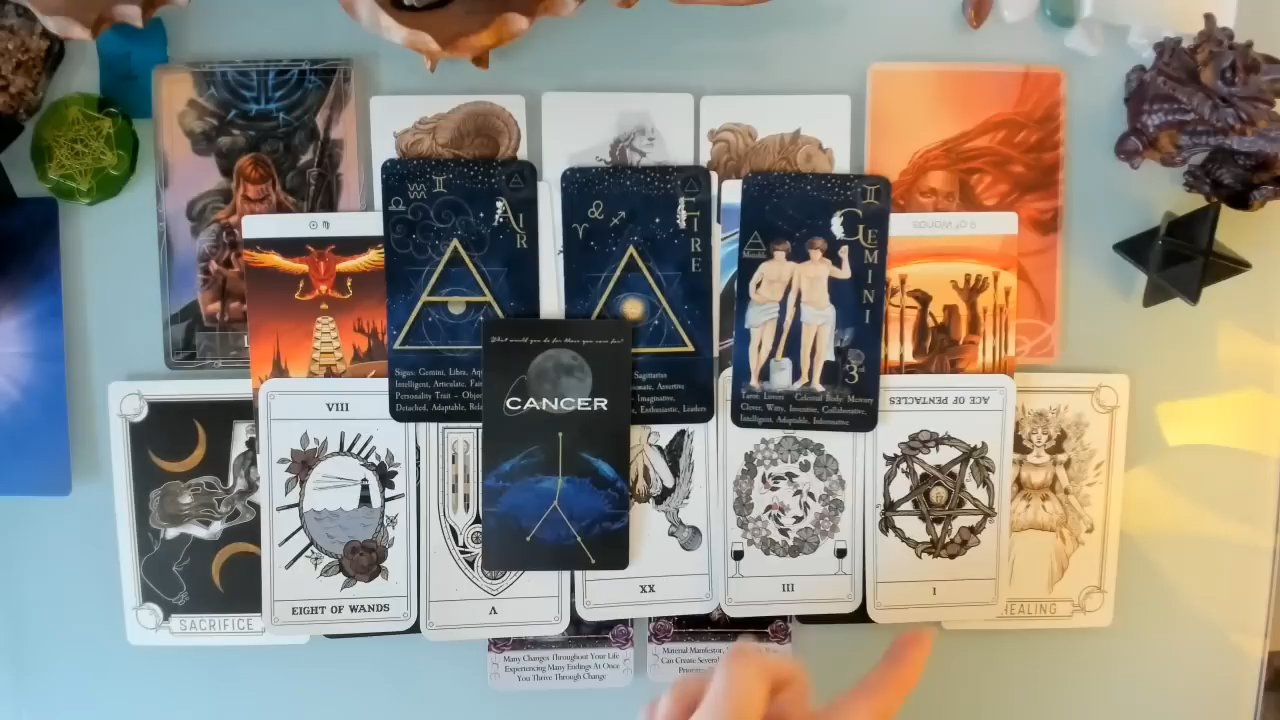 9 of Wands
AIR
FIRE
GEMINI
Mutable
3rd
Signs: Gemini, Libra,
Intelligent, Articulate,
Personality Trait –
Detached, Adaptable,
Sagittarius
Assertive
Imaginative,
Enthusiastic, Leaders
Tarot: Lovers Celestial Body: Mercury
Clever, Witty, Inventive, Collaborative,
Intelligent, Adaptable, Informative
What would you do for those you care for?
CANCER
VIII
EIGHT OF WANDS
V
XX
III
ACE OF PENTACLES
I
SACRIFICE
HEALING
Many Changes Throughout Your Life
Experiencing Many Endings At Once
You Thrive Through Change
Material Manifestor,
Can Create Several